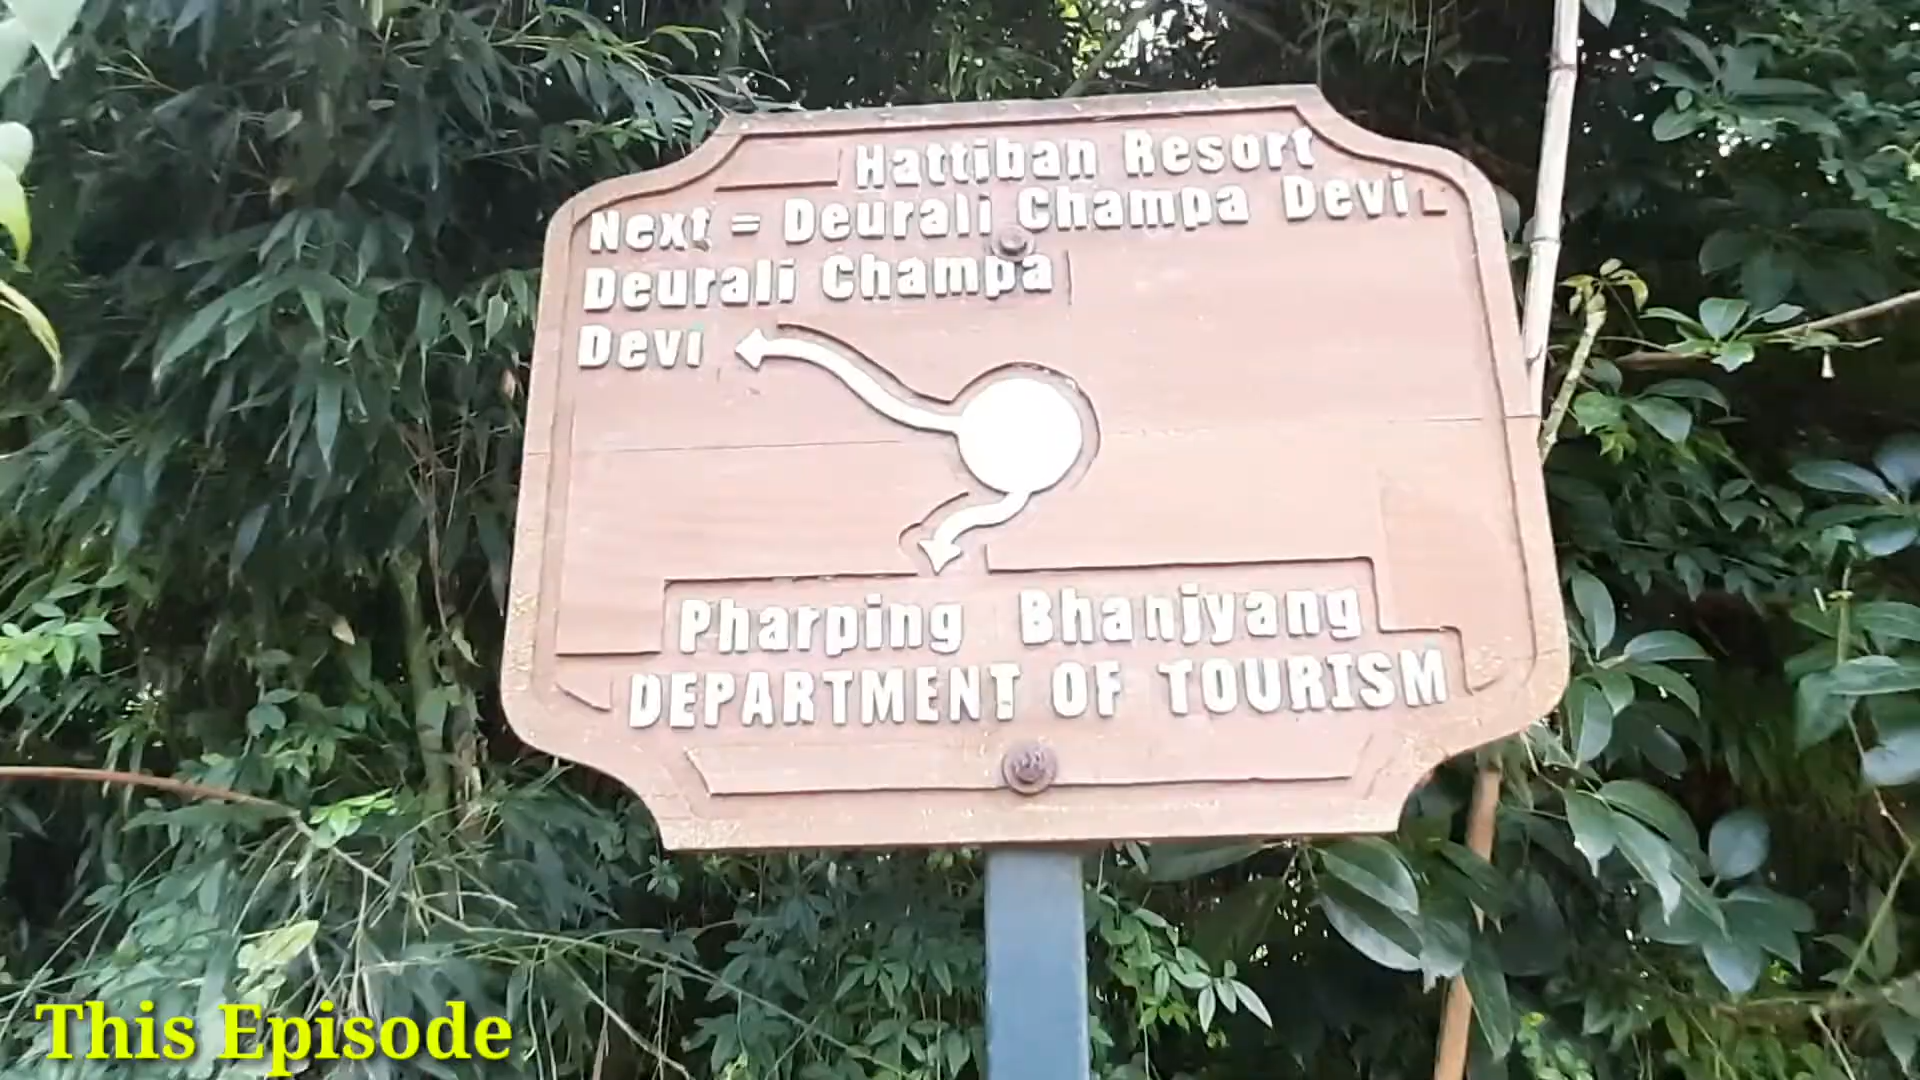 Hattiban Resort
Next = Deurali Champa Devi
Deurali Champa
Devi
Pharping Bhanjyang
DEPARTMENT OF TOURISM
This Episode